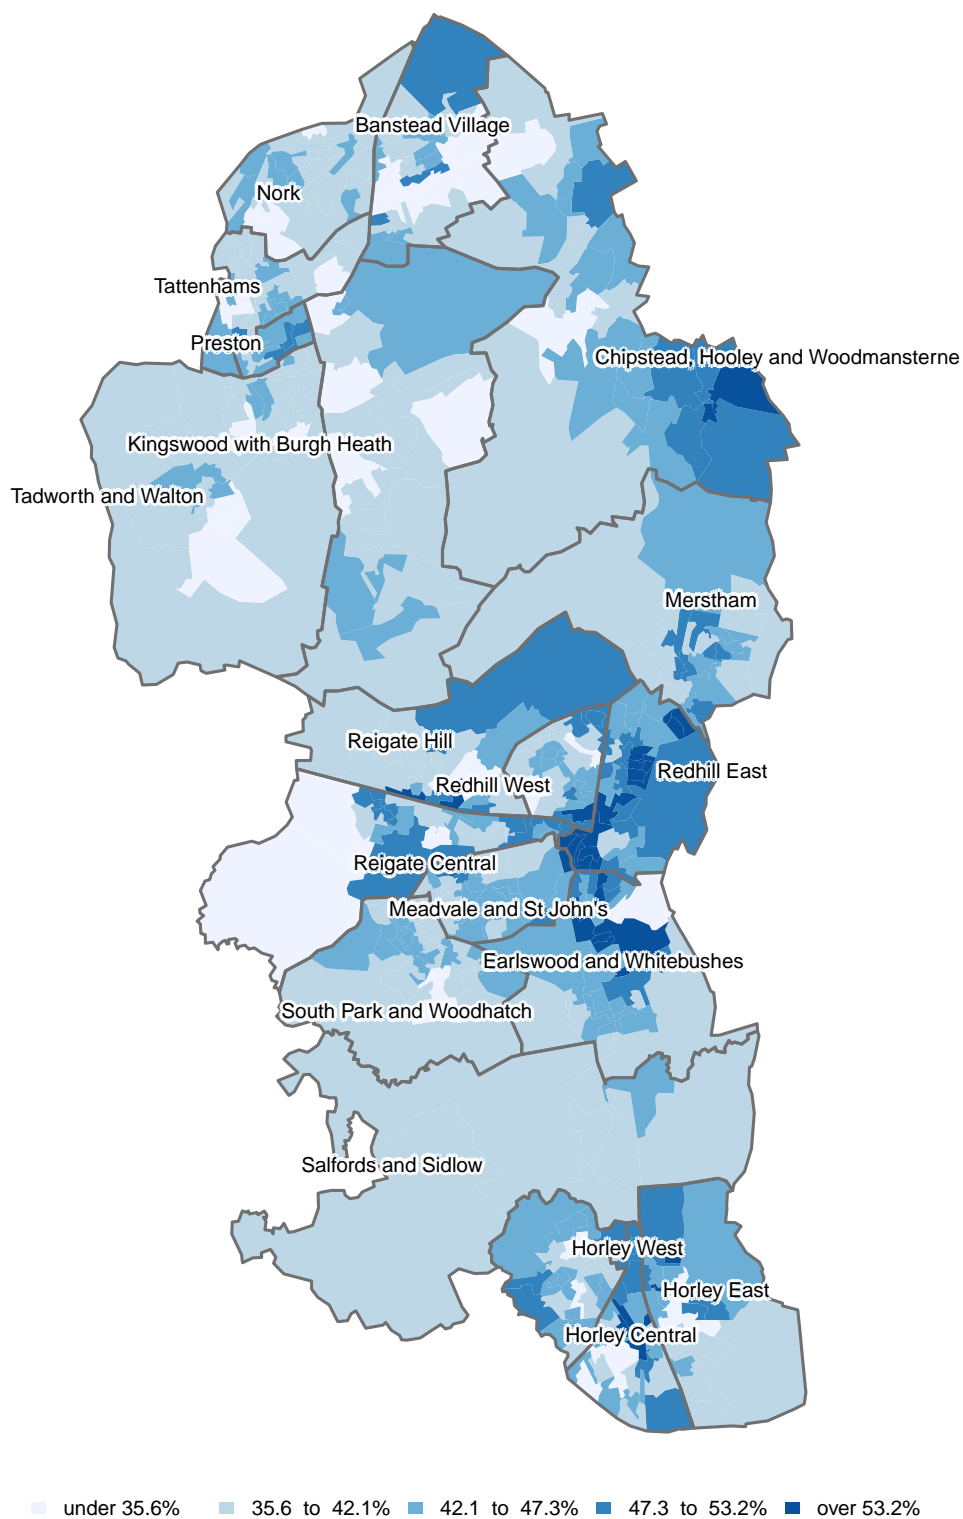 Banstead Village
Nork
Tattenhams
Preston
Chipstead, Hooley and Woodmansterne
Kingswood with Burgh Heath
Tadworth and Walton
Merstham
Reigate Hill
Redhill East
Redhill West
Reigate Central
Meadvale and St John's
Earlswood and Whitebushes
South Park and Woodhatch
Salfords and Sidlow
Horley West
Horley East
Horley Central
under 35.6% 35.6 to 42.1% 42.1 to 47.3% 47.3 to 53.2% over 53.2%